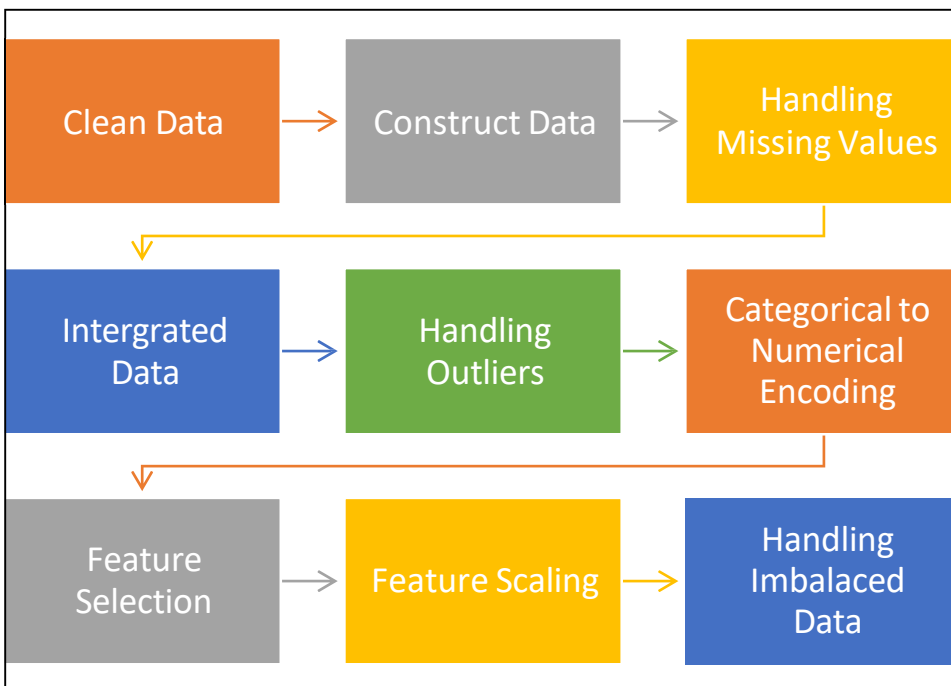 Clean Data
Construct Data
Handling
Missing Values
Intergrated
Data
Handling
Outliers
Categorical to
Numerical
Encoding
Feature
Selection
Feature Scaling
Handling
Imbalaced
Data